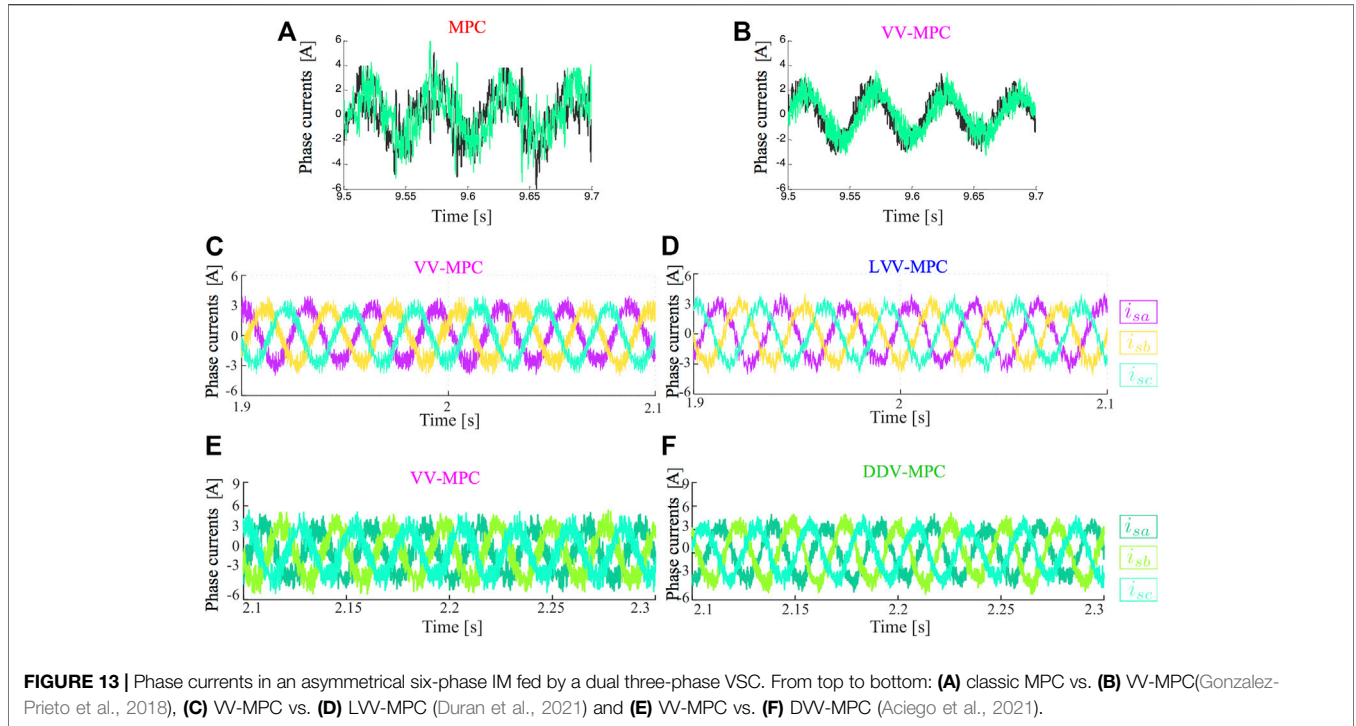 A
MPC
Phase currents [A]
6
4
2
0
-2
-4
-6
9.5
9.55
9.6
9.65
9.7
Time [s]
B
VV-MPC
Phase currents [A]
6
4
2
0
-2
-4
-6
9.5
9.55
9.6
9.65
9.7
Time [s]
C
VV-MPC
Phase currents [A]
6
3
0
-3
-6
1.9
2
2.1
Time [s]
D
LVV-MPC
Phase currents [A]
6
3
0
-3
-6
1.9
2
2.1
Time [s]
isa
isb
isc
E
VV-MPC
Phase currents [A]
9
6
3
0
-3
-6
2.1
2.15
2.2
2.25
2.3
Time [s]
F
DDV-MPC
Phase currents [A]
9
6
3
0
-3
-6
2.1
2.15
2.2
2.25
2.3
Time [s]
isa
isb
isc
FIGURE 13 | Phase currents in an asymmetrical six-phase IM fed by a dual three-phase VSC. From top to bottom: (A) classic MPC vs. (B) VV-MPC(Gonzalez-
Prieto et al., 2018), (C) VV-MPC vs. (D) LVV-MPC (Duran et al., 2021) and (E) VV-MPC vs. (F) DVV-MPC (Aciego et al., 2021).